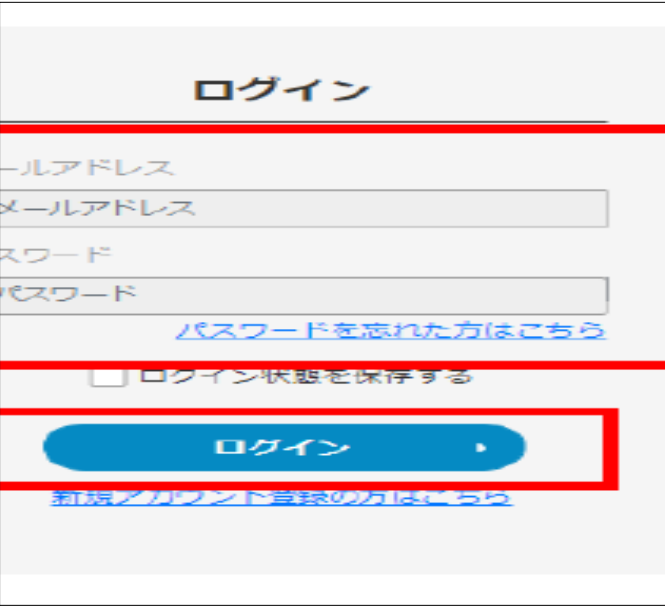 ログイン
ールアドレス
メールアドレス
スワード
パスワード
パスワードを忘れた方はこちら
ログイン状態を保存する
ログイン
新規アカウント登録の方はこちら